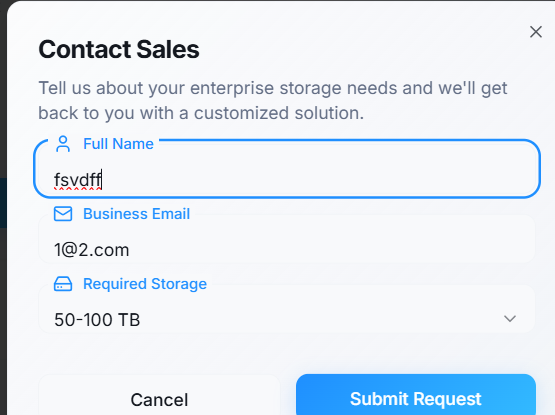 Contact Sales
Tell us about your enterprise storage needs and we'll get
back to you with a customized solution.
Full Name
fsvdff
Business Email
1@2.com
Required Storage
50-100 TB
Cancel
Submit Request